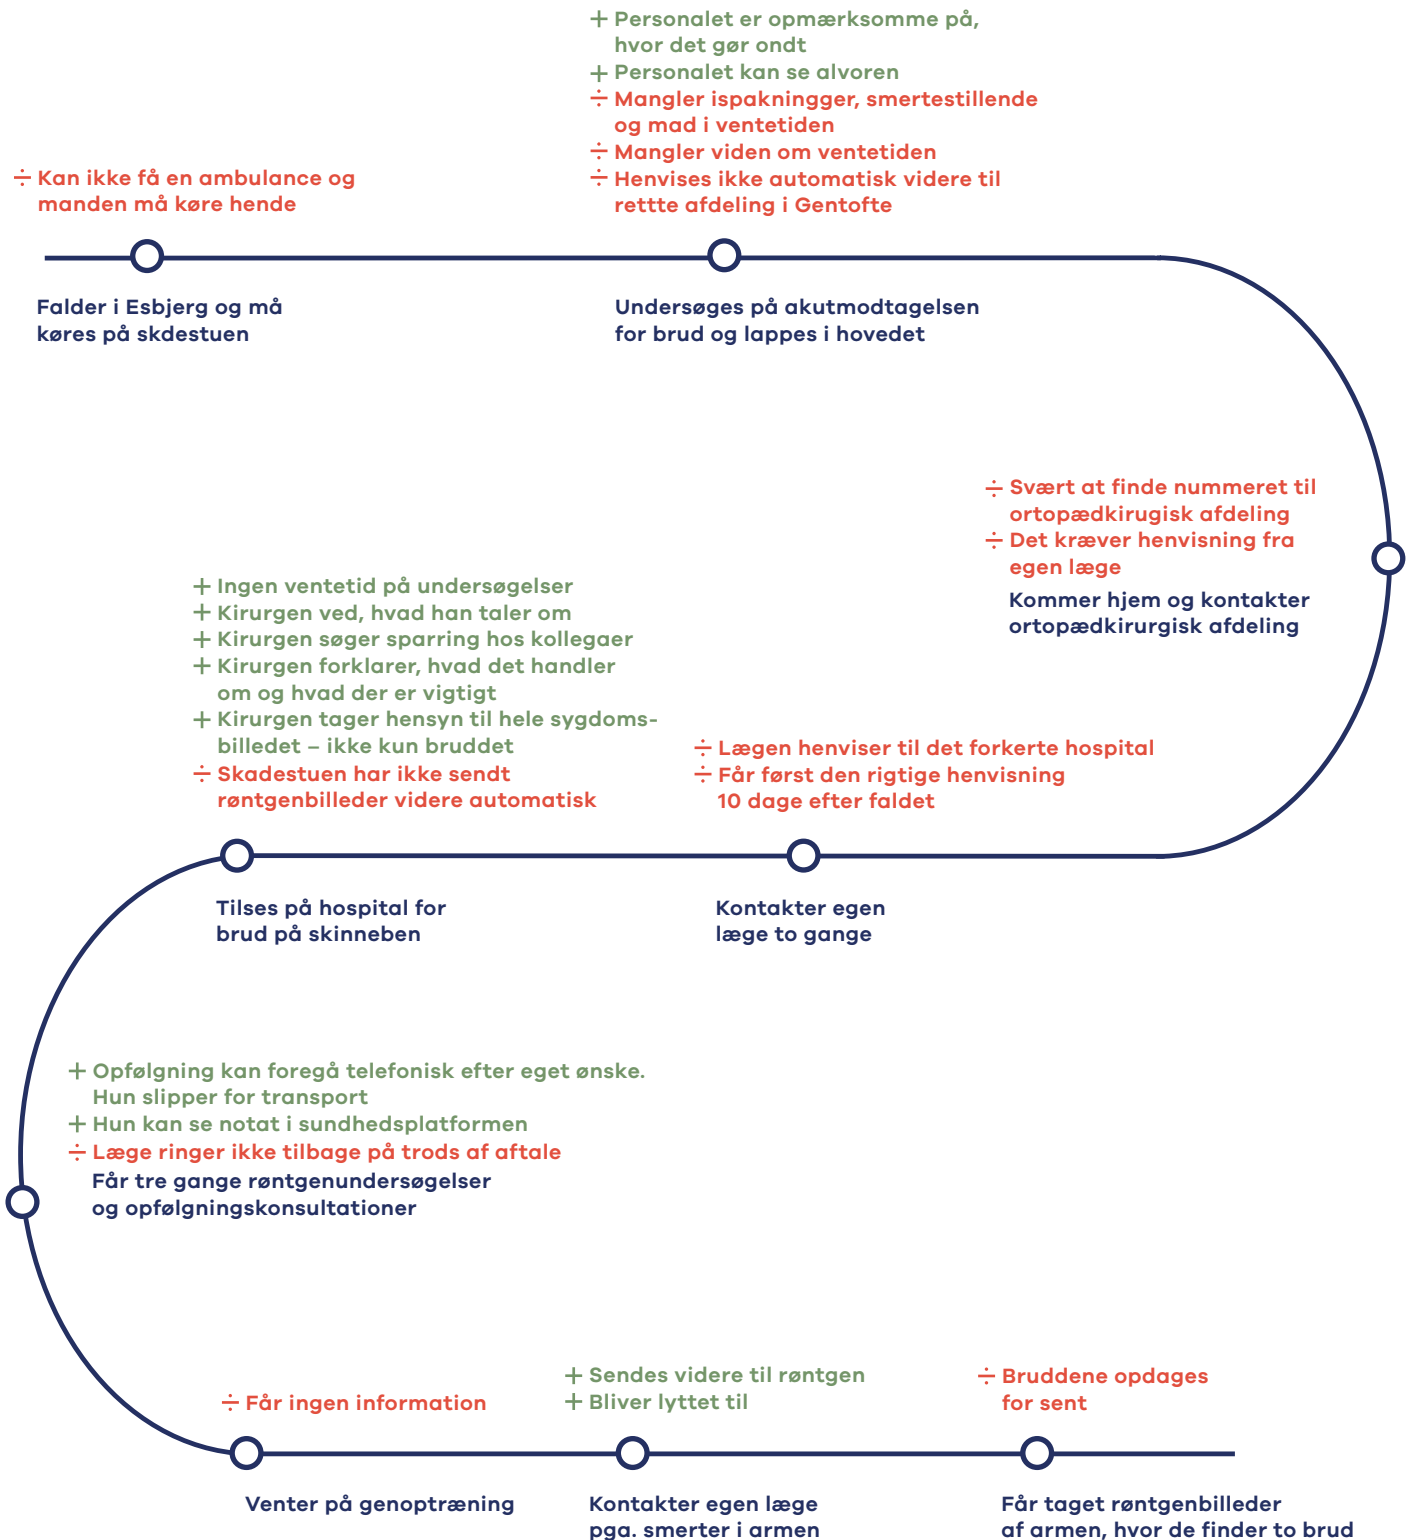 + Personalet er opmærksomme på,
hvor det gør ondt
+ Personalet kan se alvoren
÷ Mangler ispakningger, smertestillende
og mad i ventetiden
÷ Mangler viden om ventetiden
÷ Henvises ikke automatisk videre til
rettte afdeling i Gentofte
÷ Kan ikke få en ambulance og
manden må køre hende
Falder i Esbjerg og må
køres på skdestuen
Undersøges på akutmodtagelsen
for brud og lappes i hovedet
÷ Svært at finde nummeret til
ortopædkirugisk afdeling
÷ Det kræver henvisning fra
egen læge
Kommer hjem og kontakter
ortopædkirurgisk afdeling
÷ Lægen henviser til det forkerte hospital
÷ Får først den rigtige henvisning
10 dage efter faldet
Kontakter egen
læge to gange
+ Ingen ventetid på undersøgelser
+ Kirurgen ved, hvad han taler om
+ Kirurgen søger sparring hos kollegaer
+ Kirurgen forklarer, hvad det handler
om og hvad der er vigtigt
+ Kirurgen tager hensyn til hele sygdoms-
billedet – ikke kun bruddet
÷ Skadestuen har ikke sendt
røntgenbilleder videre automatisk
Tilses på hospital for
brud på skinneben
+ Opfølgning kan foregå telefonisk efter eget ønske.
Hun slipper for transport
+ Hun kan se notat i sundhedsplatformen
÷ Læge ringer ikke tilbage på trods af aftale
Får tre gange røntgenundersøgelser
og opfølgningskonsultationer
÷ Får ingen information
Venter på genoptræning
+ Sendes videre til røntgen
+ Bliver lyttet til
Kontakter egen læge
pga. smerter i armen
÷ Bruddene opdages
for sent
Får taget røntgenbilleder
af armen, hvor de finder to brud